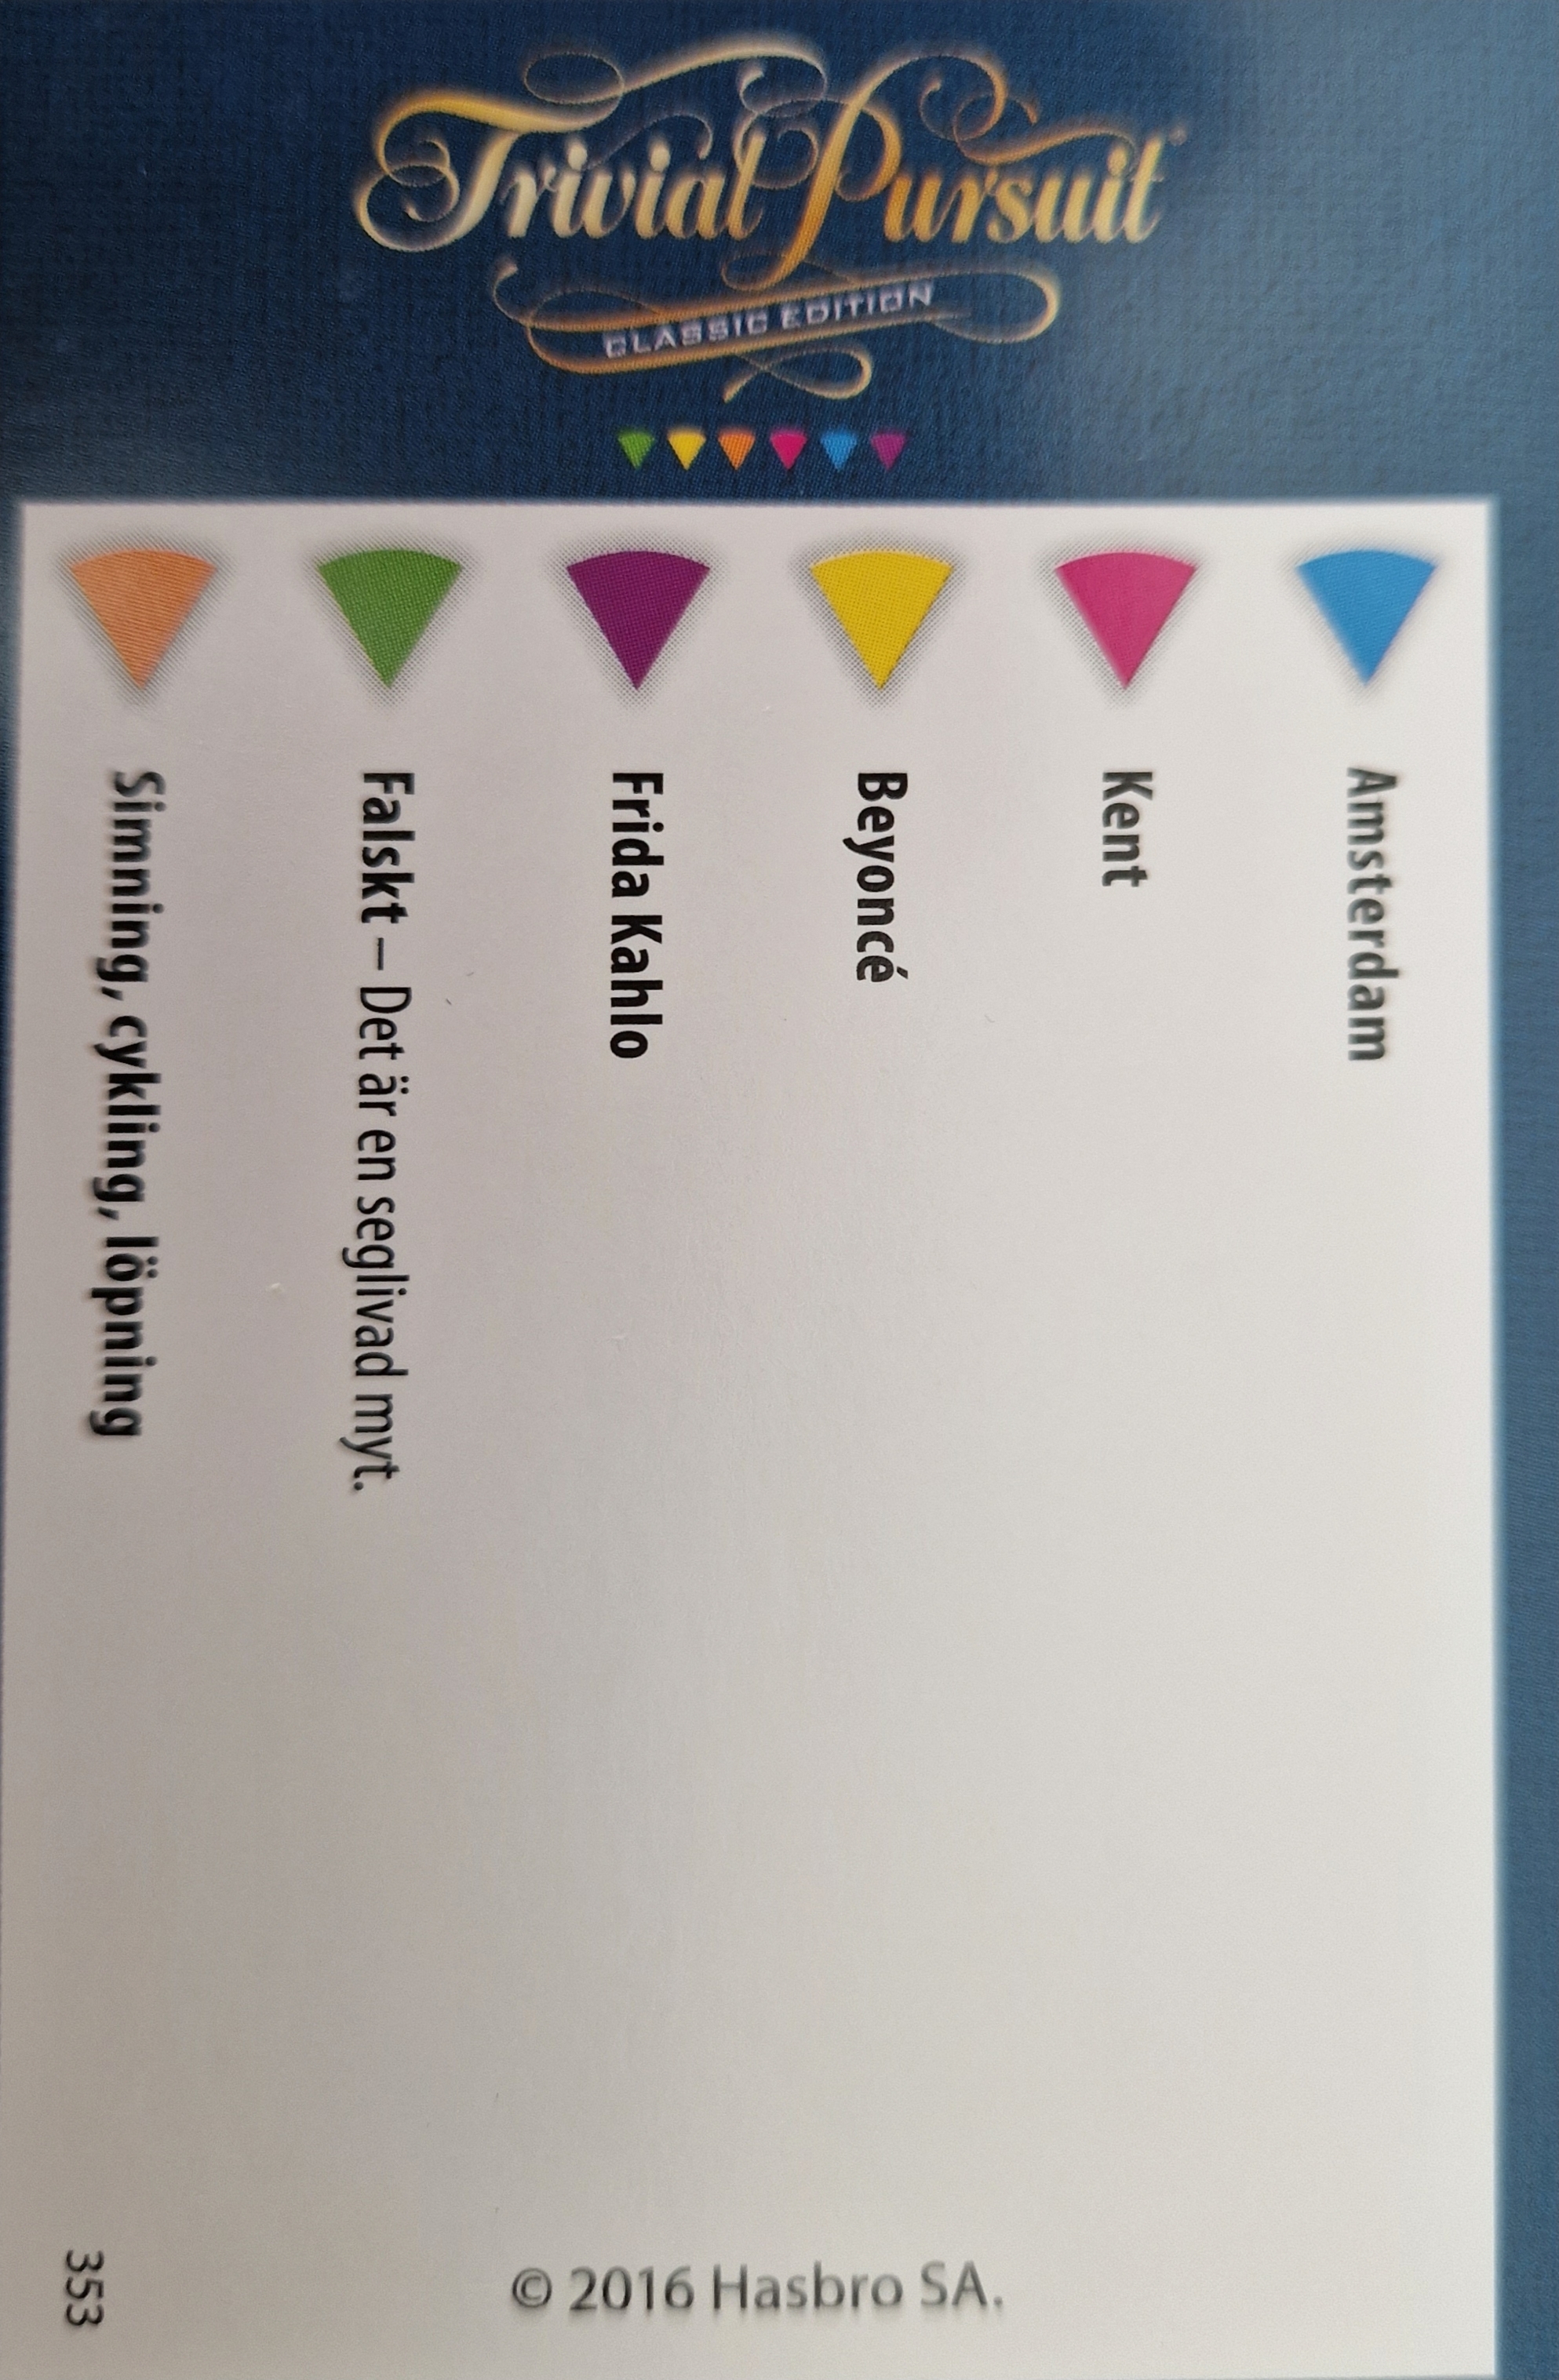 Trivial Pursuit
CLASSIC EDITION
Amsterdam
Kent
Beyoncé
Frida Kahlo
Falskt – Det är en seglivad myt.
Simning, cykling, löpning
© 2016 Hasbro SA.
353